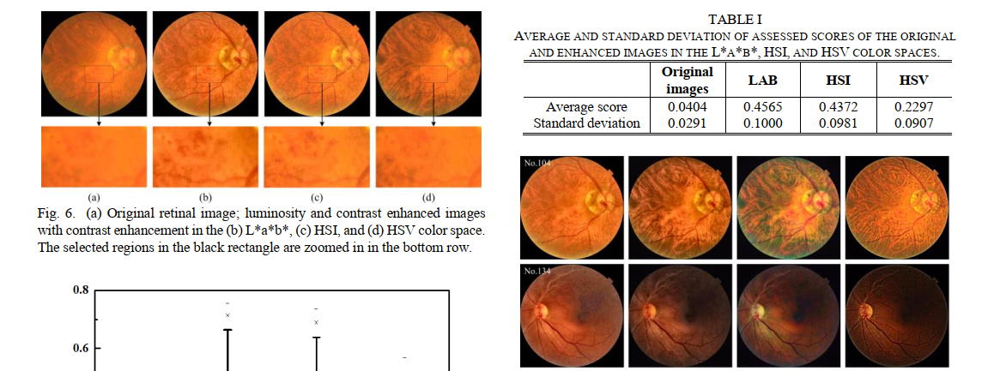 (a)
(b)
(c)
(d)
Fig. 6. (a) Original retinal image; luminosity and contrast enhanced images
with contrast enhancement in the (b) L*a*b*, (c) HSI, and (d) HSV color space.
The selected regions in the black rectangle are zoomed in in the bottom row.
0.8
0.6
TABLE I
AVERAGE AND STANDARD DEVIATION OF ASSESSED SCORES OF THE ORIGINAL
AND ENHANCED IMAGES IN THE L*A*B*, HSI, AND HSV COLOR SPACES.
Original images LAB HSI HSV
Average score 0.0404 0.4565 0.4372 0.2297
Standard deviation 0.0291 0.1000 0.0981 0.0907
No.104
No.134